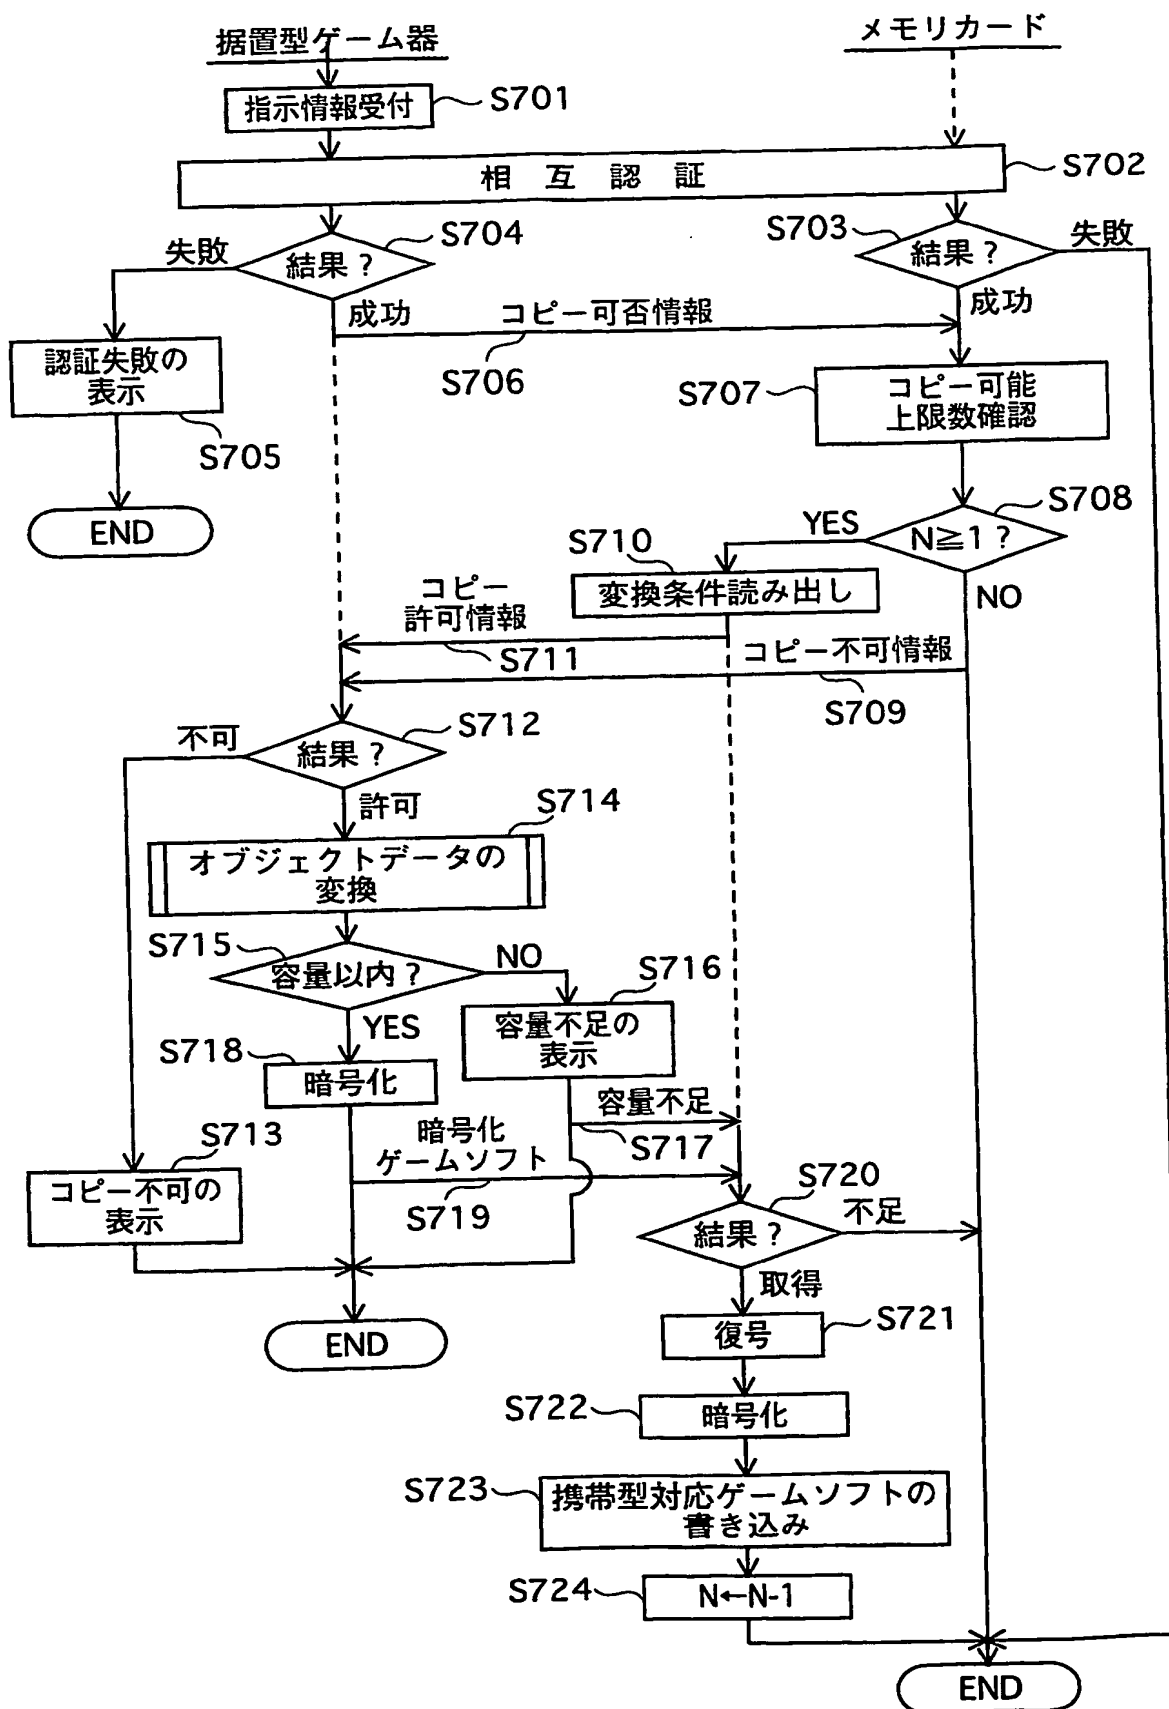 据置型ゲーム器
メモリカード
指示情報受付
S701
相 互 認 証
S702
S704
S703
失敗
失敗
結果？
結果？
成功
コピー可否情報
成功
S706
認証失敗の
表示
S705
S707
コピー可能
上限数確認
END
S708
YES
N≧1？
NO
S710
変換条件読み出し
コピー
許可情報
S711
コピー不可情報
S709
S712
不可
結果？
許可
S714
オブジェクトデータの
変換
S715
容量以内？
NO
S716
YES
容量不足の
表示
S718
暗号化
容量不足
S717
S713
暗号化
ゲームソフト
S719
コピー不可の
表示
S720
結果？
不足
取得
END
復号
S721
S722
暗号化
S723
携帯型対応ゲームソフトの
書き込み
S724
N←N-1
END